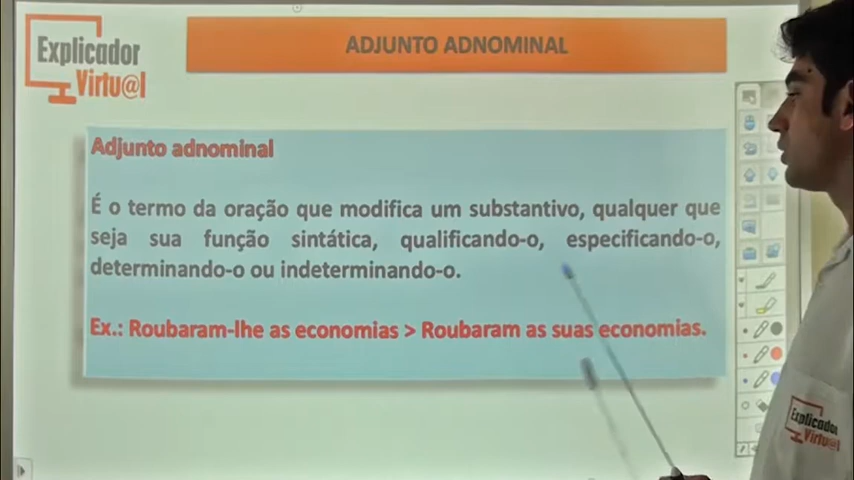 Explicador
Virtu@l
ADJUNTO ADNOMINAL
Adjunto adnominal
É o termo da oração que modifica um substantivo, qualquer que
seja sua função sintática, qualificando-o, especificando-o,
determinando-o ou indeterminando-o.
Ex.: Roubaram-lhe as economias > Roubaram as suas economias.
Explicador
Virtu@l